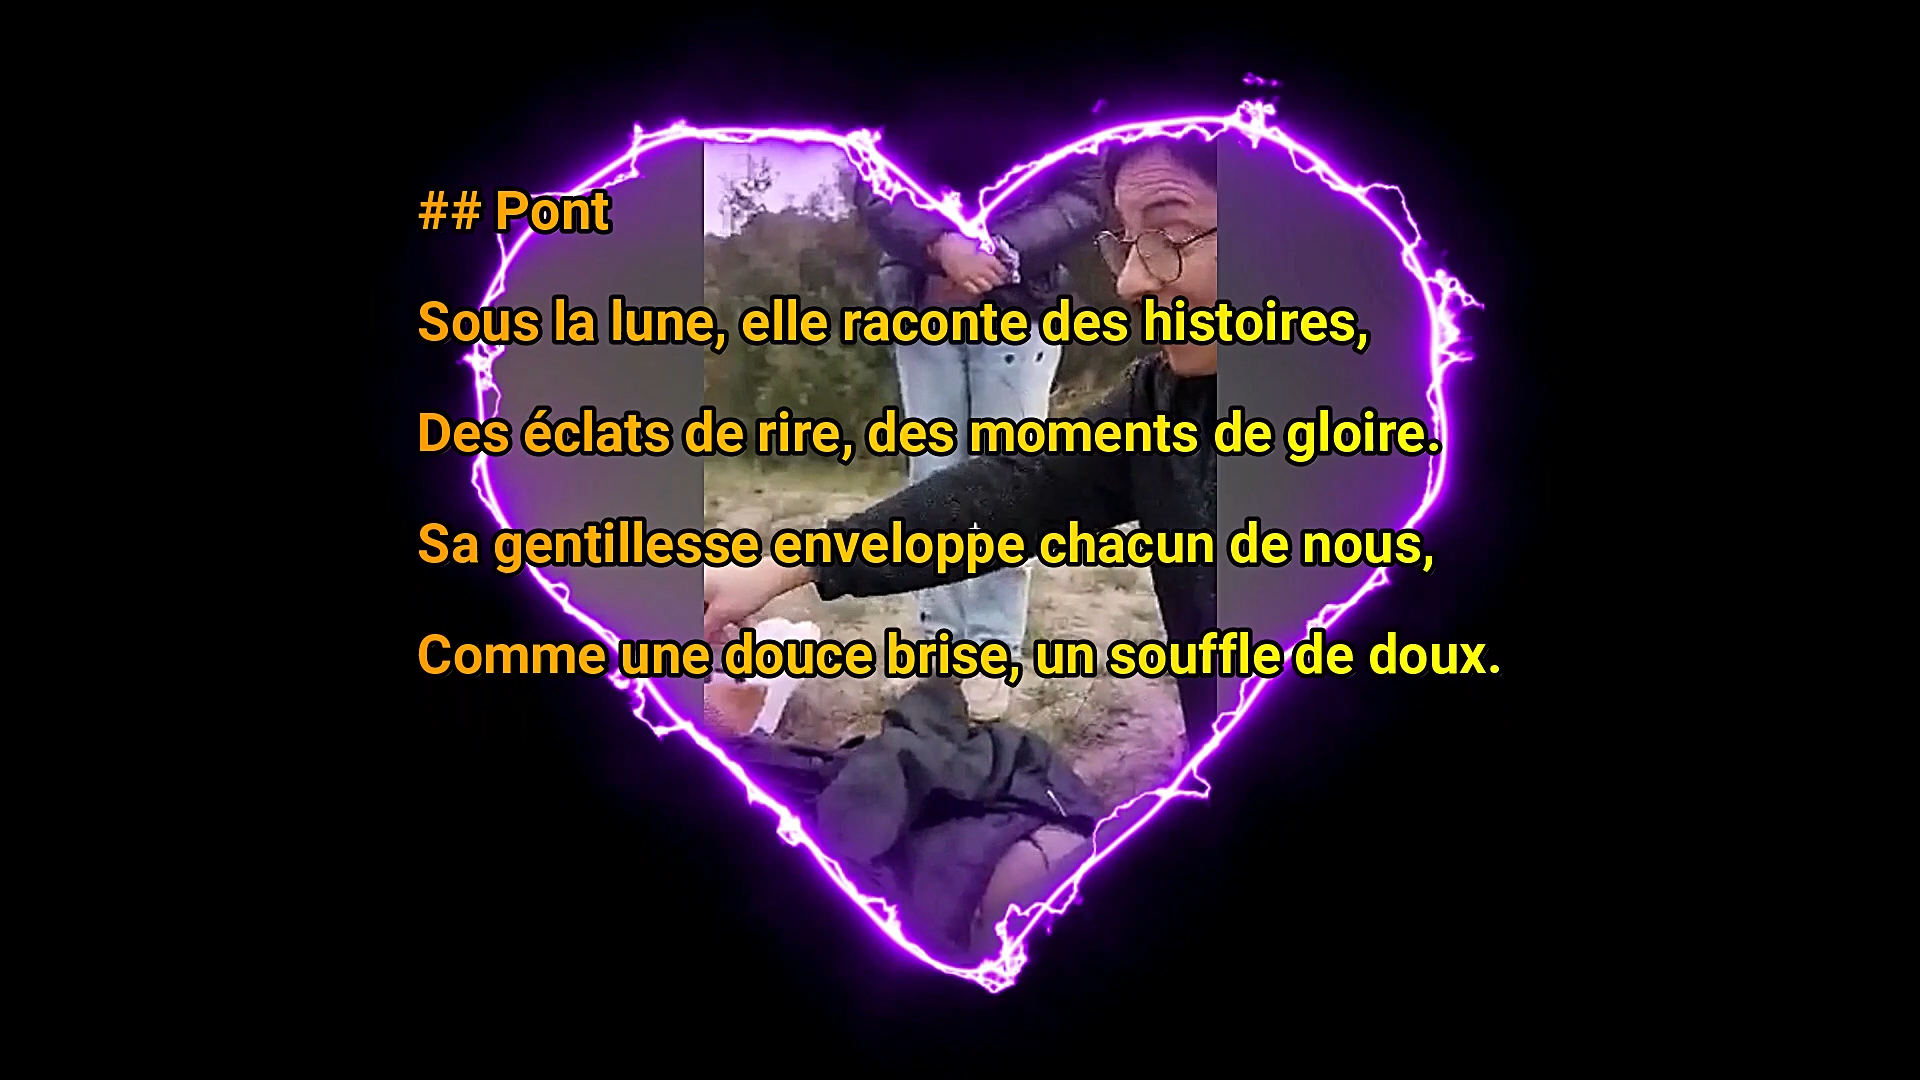 ## Pont
Sous la lune, elle raconte des histoires,
Des éclats de rire, des moments de gloire.
Sa gentillesse enveloppe chacun de nous,
Comme une douce brise, un souffle de doux.